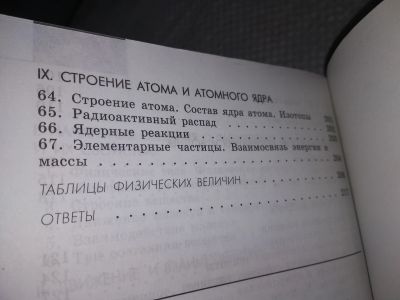 IX. СТРОЕНИЕ АТОМА И АТОМНОГО ЯДРА
64. Строение атома. Состав ядра атома. Изотопы
65. Радиоактивный распад
66. Ядерные реакции
67. Элементарные частицы. Взаимосвязь энергии и
массы
ТАБЛИЦЫ ФИЗИЧЕСКИХ ВЕЛИЧИН
ОТВЕТЫ